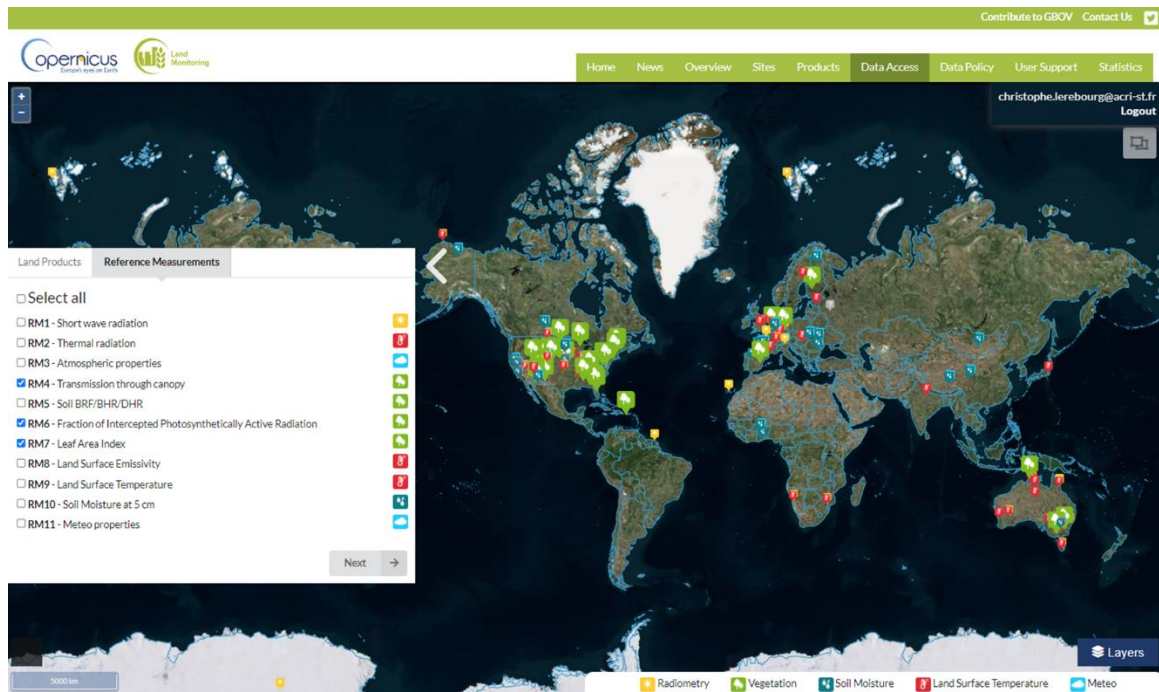 Contribute to GBOV Contact Us
opernicus
Europe's eyes on Earth
Land
Monitoring
Home News Overview Sites Products Data Access Data Policy User Support Statistics
+
-
christophe.lerebourg@acri-st.fr
Logout
Land Products Reference Measurements
Select all
RM1 - Short wave radiation
RM2 - Thermal radiation
RM3 - Atmospheric properties
RM4 - Transmission through canopy
RM5 - Soil BRF/BHR/DHR
RM6 - Fraction of Intercepted Photosynthetically Active Radiation
RM7 - Leaf Area Index
RM8 - Land Surface Emissivity
RM9 - Land Surface Temperature
RM10 - Soil Moisture at 5 cm
RM11 - Meteo properties
Next →
Layers
5000 km
Radiometry Vegetation Soil Moisture Land Surface Temperature Meteo